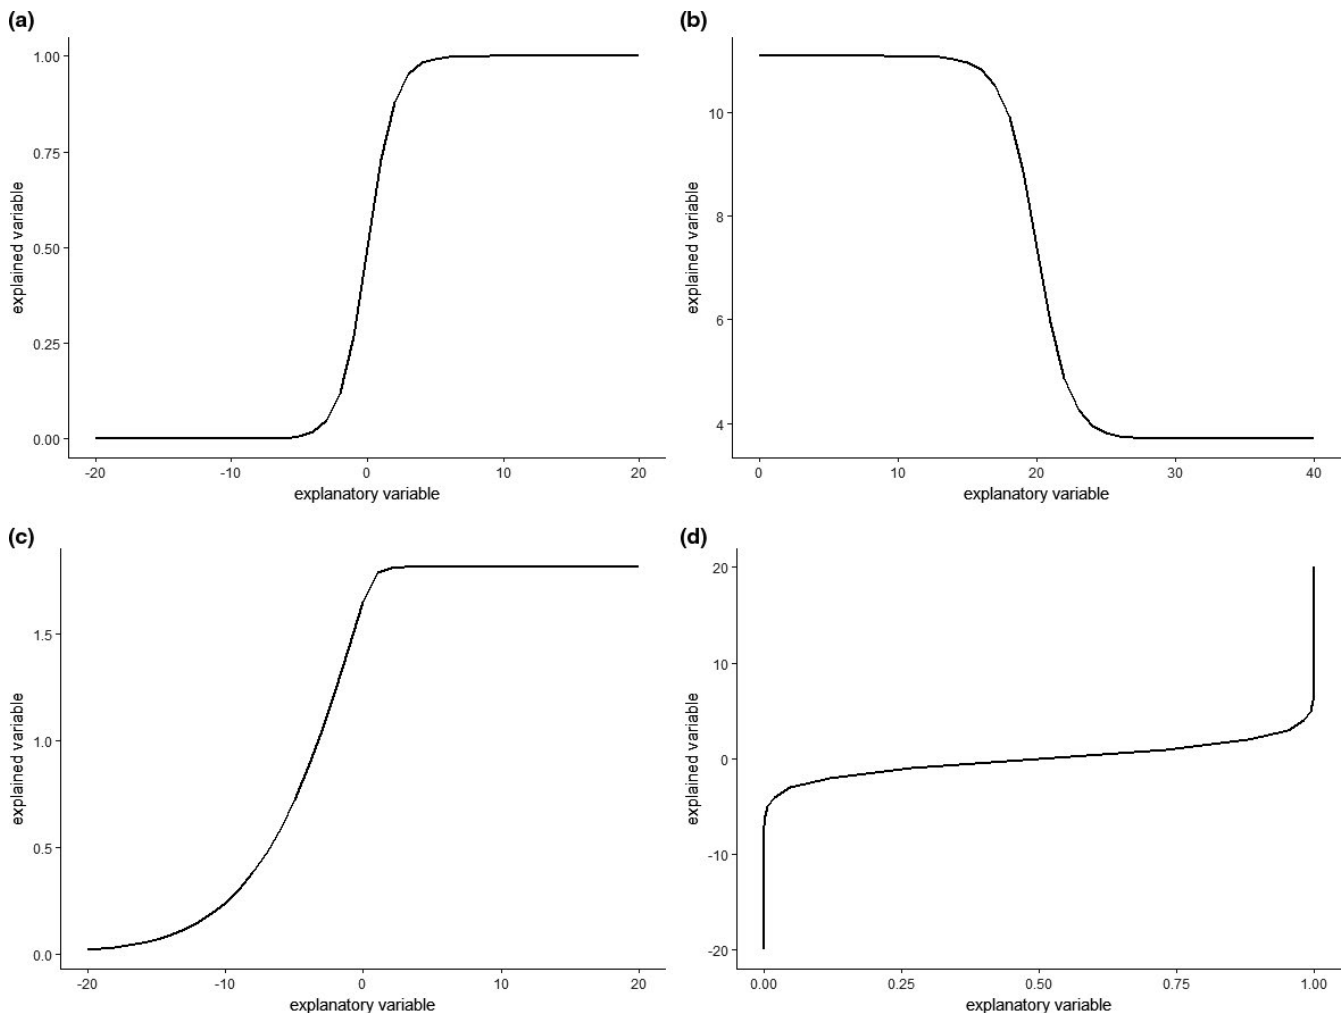 (a)
1.00
0.75
0.50
0.25
0.00
explained variable
-20 -10 0 10 20
explanatory variable
(b)
10
8
6
4
explained variable
0 10 20 30 40
explanatory variable
(c)
1.5
1.0
0.5
0.0
explained variable
-20 -10 0 10 20
explanatory variable
(d)
20
10
0
-10
-20
explained variable
0.00 0.25 0.50 0.75 1.00
explanatory variable